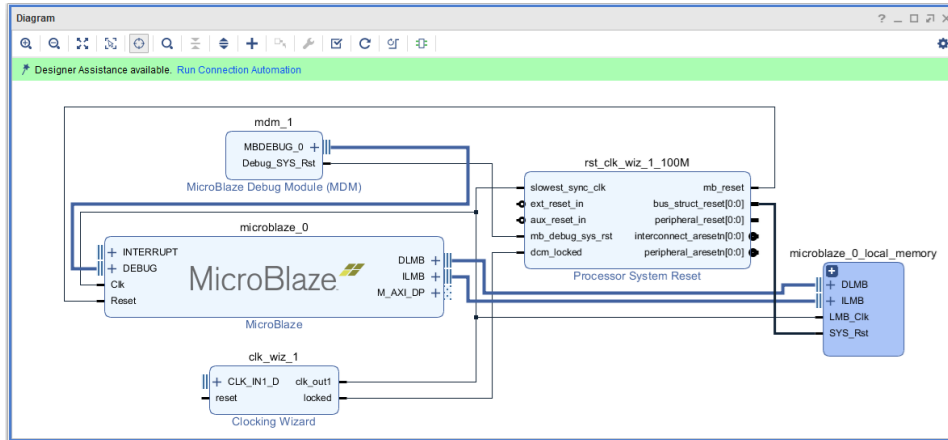 Diagram
Designer Assistance available. Run Connection Automation
mdm_1
MBDEBUG_0
Debug_SYS_Rst
MicroBlaze Debug Module (MDM)
rst_clk_wiz_1_100M
slowest_sync_clk
mb_reset
ext_reset_in
bus_struct_reset[0:0]
aux_reset_in
peripheral_reset[0:0]
mb_debug_sys_rst
interconnect_aresetn[0:0]
dcm_locked
peripheral_aresetn[0:0]
Processor System Reset
microblaze_0
INTERRUPT
DEBUG
Clk
Reset
MicroBlaze
DLMB
ILMB
M_AXI_DP
MicroBlaze
microblaze_0_local_memory
DLMB
ILMB
LMB_Clk
SYS_Rst
clk_wiz_1
CLK_IN1_D
clk_out1
reset
locked
Clocking Wizard